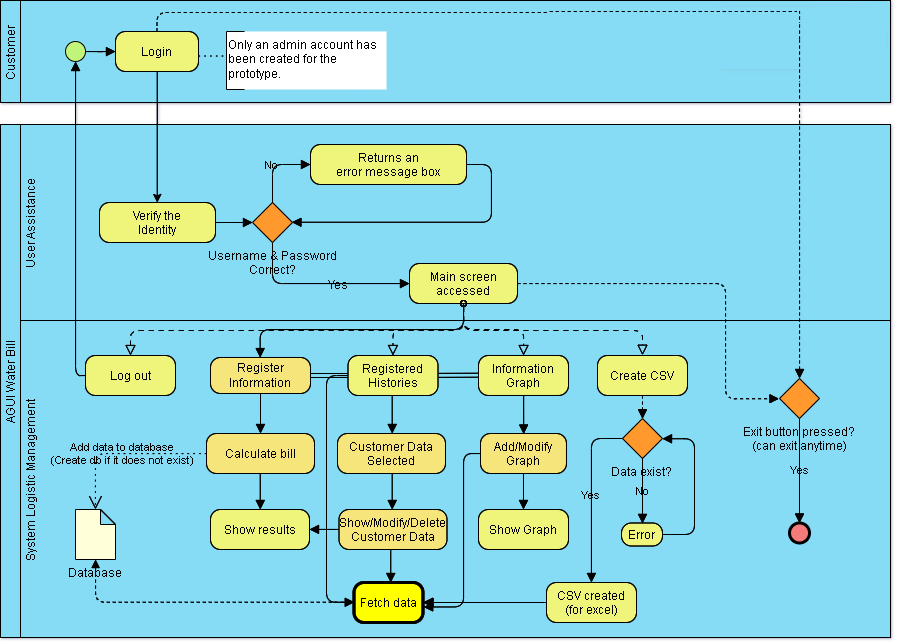 Customer
Login
Only an admin account has
been created for the
prototype.
AGUI Water Bill
User Assistance
No
Returns an
error message box
Verify the
Identity
Username & Password
Correct?
Yes
Main screen
accessed
System Logistic Management
Log out
Register
Information
Registered
Histories
Information
Graph
Create CSV
Exit button pressed?
(can exit anytime)
Yes
Add data to database
(Create db if it does not exist)
Calculate bill
Customer Data
Selected
Add/Modify
Graph
Data exist?
Yes
No
Show results
Show/Modify/Delete
Customer Data
Show Graph
Error
Database
Fetch data
CSV created
(for excel)